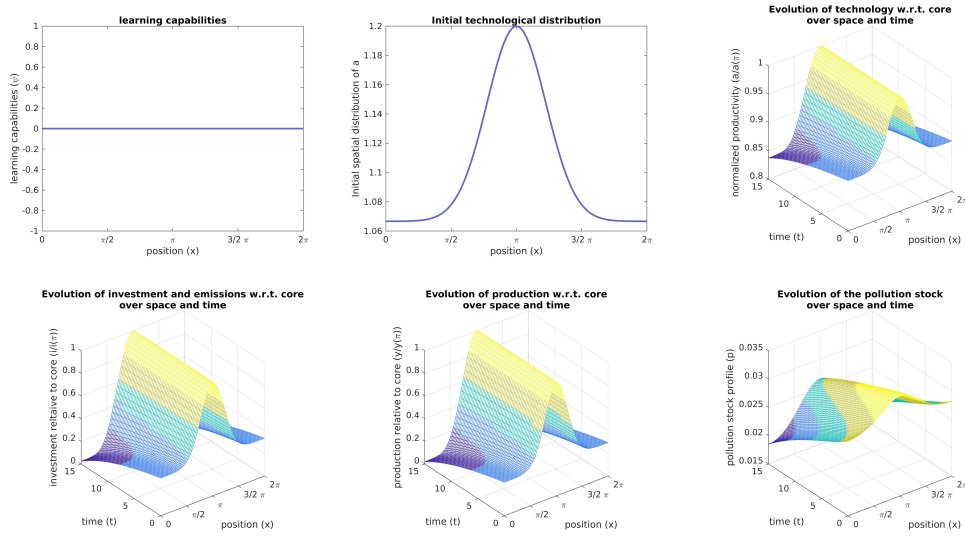 learning capabilities
1
0.8
0.6
0.4
0.2
0
-0.2
-0.4
-0.6
-0.8
-1
0
π/2
π
3/2 π
2π
position (x)
learning capabilities (ψ)
Initial technological distribution
1.2
1.18
1.16
1.14
1.12
1.1
1.08
1.06
0
π/2
π
3/2 π
2π
position (x)
Initial spatial distribution of a
Evolution of technology w.r.t. core
over space and time
1
0.95
0.9
0.85
0.8
15
10
5
0
0
π/2
π
3/2 π
2π
time (t)
position (x)
normalized productivity (a/a(π))
Evolution of investment and emissions w.r.t. core
over space and time
1
0.8
0.6
0.4
0.2
0
15
10
5
0
0
π/2
π
3/2 π
2π
time (t)
position (x)
investment reltaive to core (i/i(π))
Evolution of production w.r.t. core
over space and time
1
0.8
0.6
0.4
0.2
0
15
10
5
0
0
π/2
π
3/2 π
2π
time (t)
position (x)
production relative to core (y/y(π))
Evolution of the pollution stock
over space and time
0.035
0.03
0.025
0.02
0.015
15
10
5
0
0
π/2
π
3/2 π
2π
time (t)
position (x)
pollution stock profile (p)